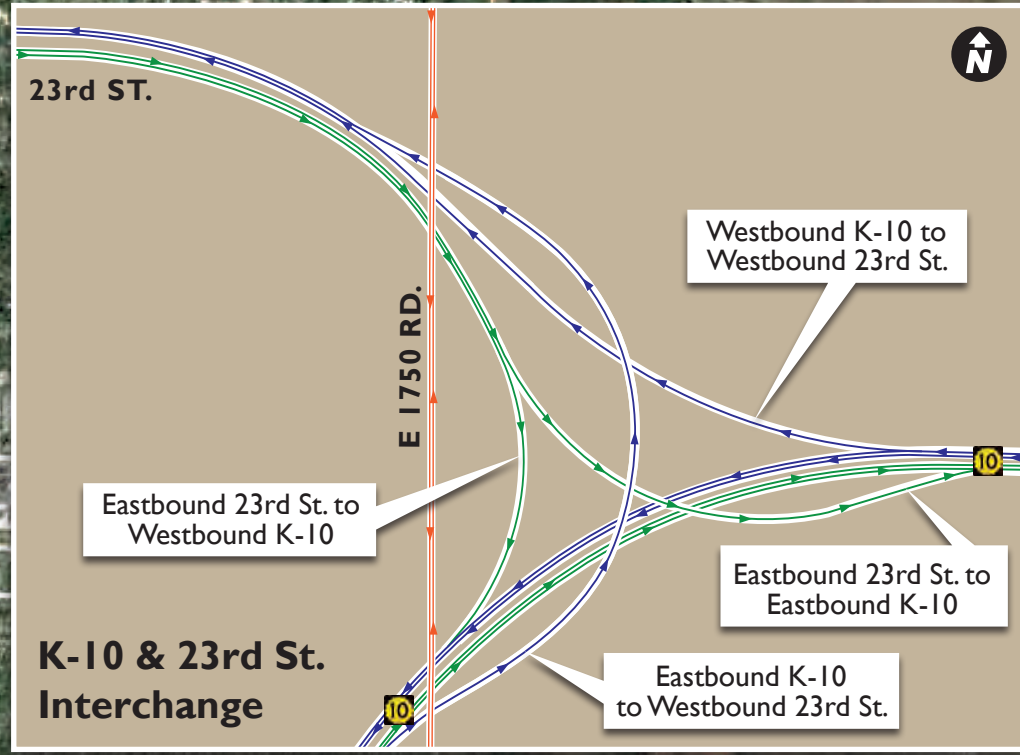 N
23rd ST.
Westbound K-10 to
Westbound 23rd St.
E 1750 RD.
10
Eastbound 23rd St. to
Westbound K-10
Eastbound 23rd St. to
Eastbound K-10
K-10 & 23rd St.
Interchange
Eastbound K-10
to Westbound 23rd St.
10